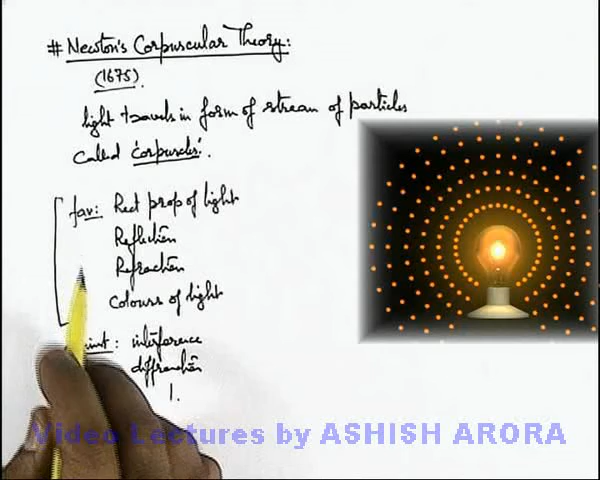 # Newton's Corpuscular Theory:
(1675).
light travels in form of stream of particles
called 'corpuscles'.
fav: Rect prop of light
Reflection
Refraction
Colours of light
: interference
diffraction
1.
Video Lectures by ASHISH ARORA